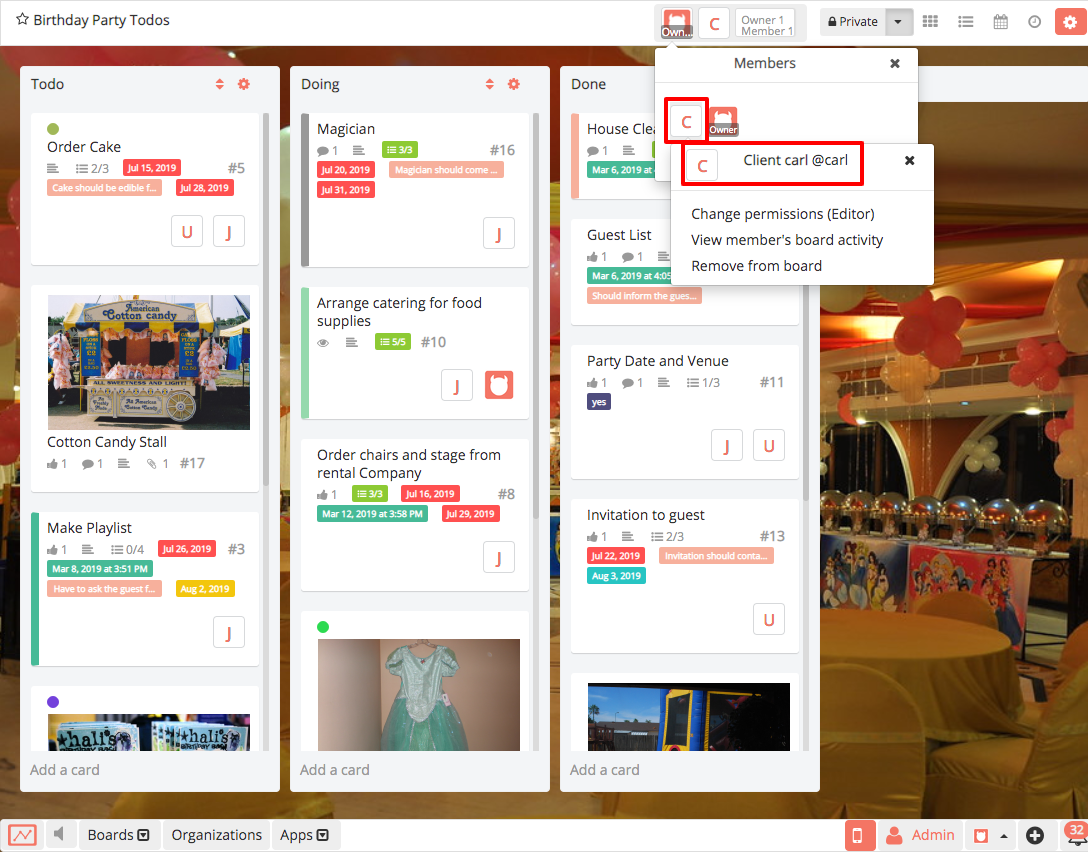 Birthday Party Todos
Own...
C
Owner 1
Member 1
Private
Members
C
Owner
C
Client carl @carl
Change permissions (Editor)
View member's board activity
Remove from board
Todo
Order Cake
2/3
Jul 15, 2019
#5
Cake should be edible f...
Jul 28, 2019
U
J
American
Cotton candy
ALL SWEETNESS AND LIGHT!
Cotton Candy Stall
1
1
1
#17
Make Playlist
1
0/4
Jul 26, 2019
#3
Mar 8, 2019 at 3:51 PM
Have to ask the guest f...
Aug 2, 2019
J
hali's
hali's
Add a card
Doing
Magician
1
3/3
#16
Jul 20, 2019
Magician should come ...
Jul 31, 2019
J
Arrange catering for food
supplies
5/5
#10
J
Order chairs and stage from
rental Company
1
3/3
Jul 16, 2019
#8
Mar 12, 2019 at 3:58 PM
Jul 29, 2019
J
Add a card
Done
House Clea
1
Mar 6, 2019 at
Guest List
1
1
Mar 6, 2019 at 4:05
Should inform the gues...
Party Date and Venue
1
1
1/3
#11
yes
J
U
Invitation to guest
1
2/3
#13
Jul 22, 2019
Invitation should conta...
Aug 3, 2019
U
Add a card
Boards
Organizations
Apps
Admin
32